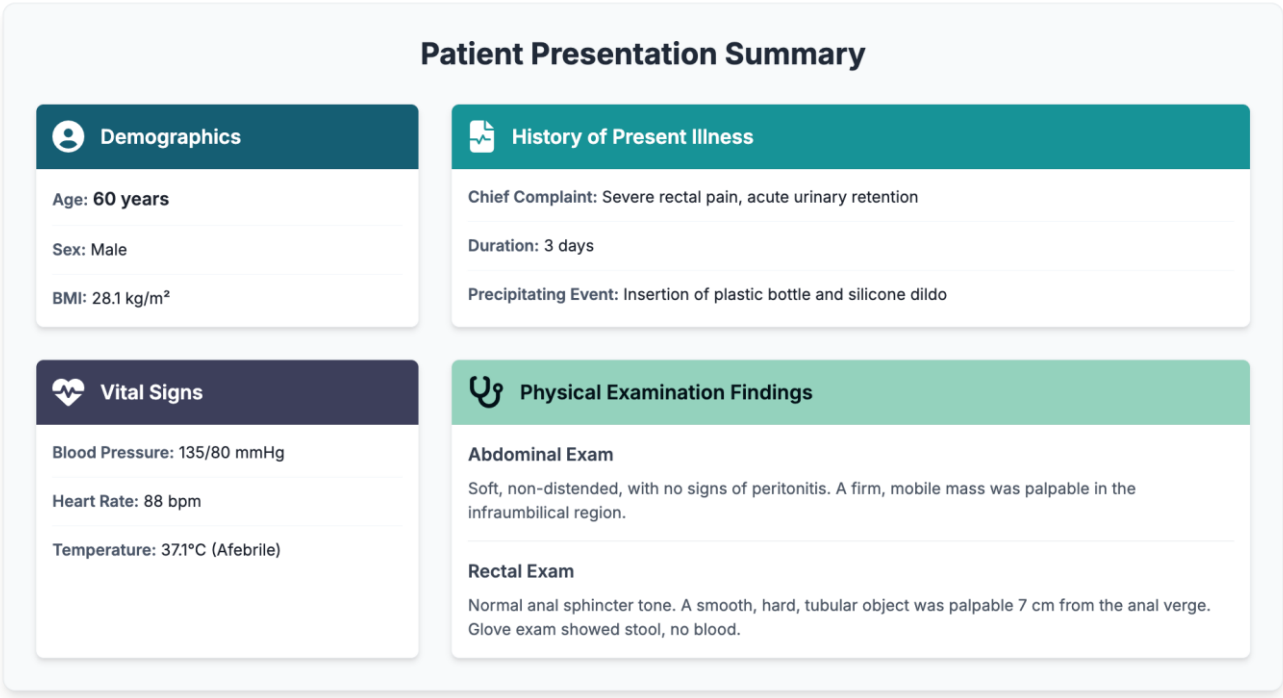 Patient Presentation Summary
Demographics
Age: 60 years
Sex: Male
BMI: 28.1 kg/m²
History of Present Illness
Chief Complaint: Severe rectal pain, acute urinary retention
Duration: 3 days
Precipitating Event: Insertion of plastic bottle and silicone dildo
Vital Signs
Blood Pressure: 135/80 mmHg
Heart Rate: 88 bpm
Temperature: 37.1°C (Afebrile)
Physical Examination Findings
Abdominal Exam
Soft, non-distended, with no signs of peritonitis. A firm, mobile mass was palpable in the
infraumbilical region.
Rectal Exam
Normal anal sphincter tone. A smooth, hard, tubular object was palpable 7 cm from the anal verge.
Glove exam showed stool, no blood.